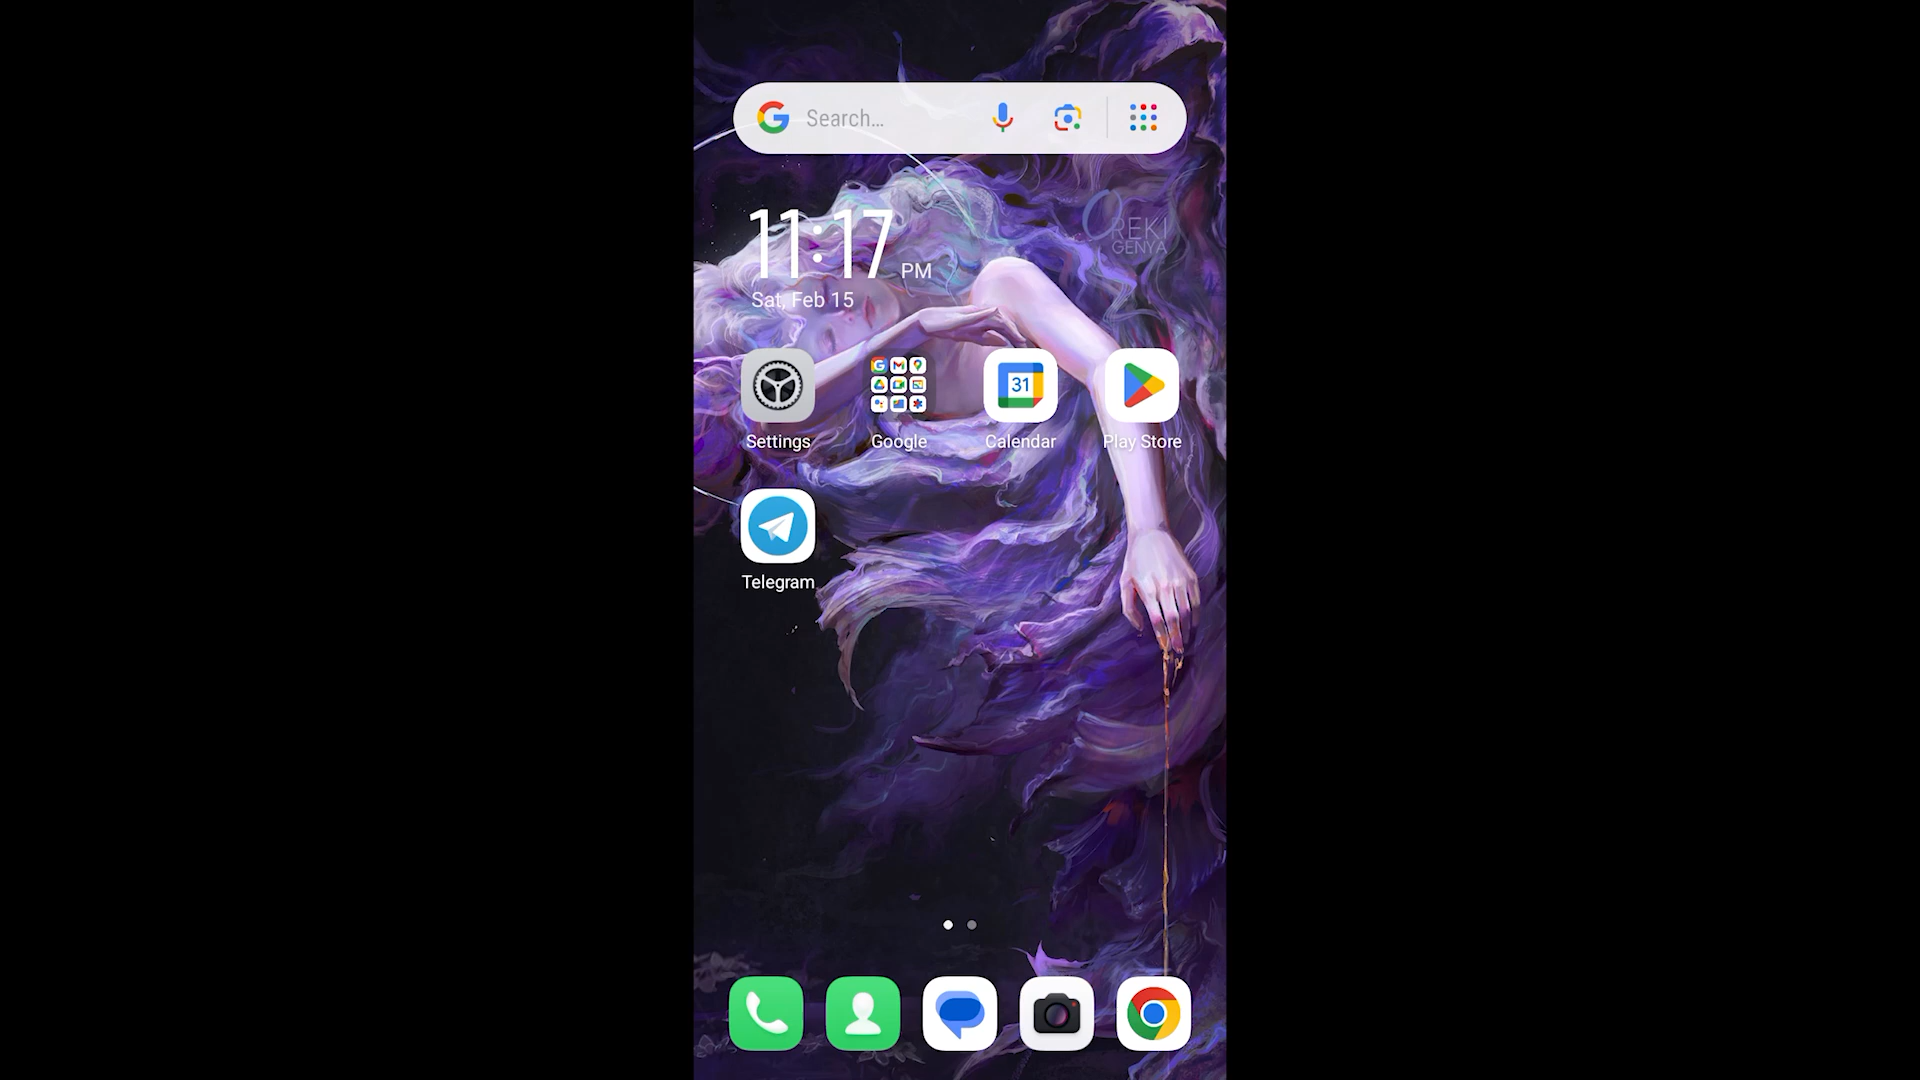 Search...
OREKI
GENYA
11:17 PM
Sat, Feb 15
31
Settings
Google
Calendar
Play Store
Telegram